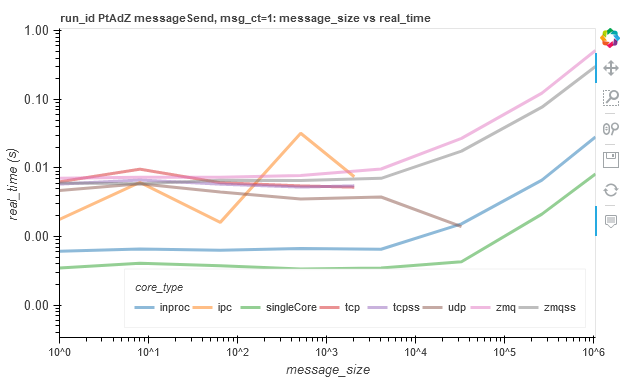 run_id PtAdZ messageSend, msg_ct=1: message_size vs real_time
1.00
0.10
0.01
0.00
0.00
real_time (s)
core_type
inproc ipc singleCore tcp tcpss udp zmq zmqss
10^0 10^1 10^2 10^3 10^4 10^5 10^6
message_size